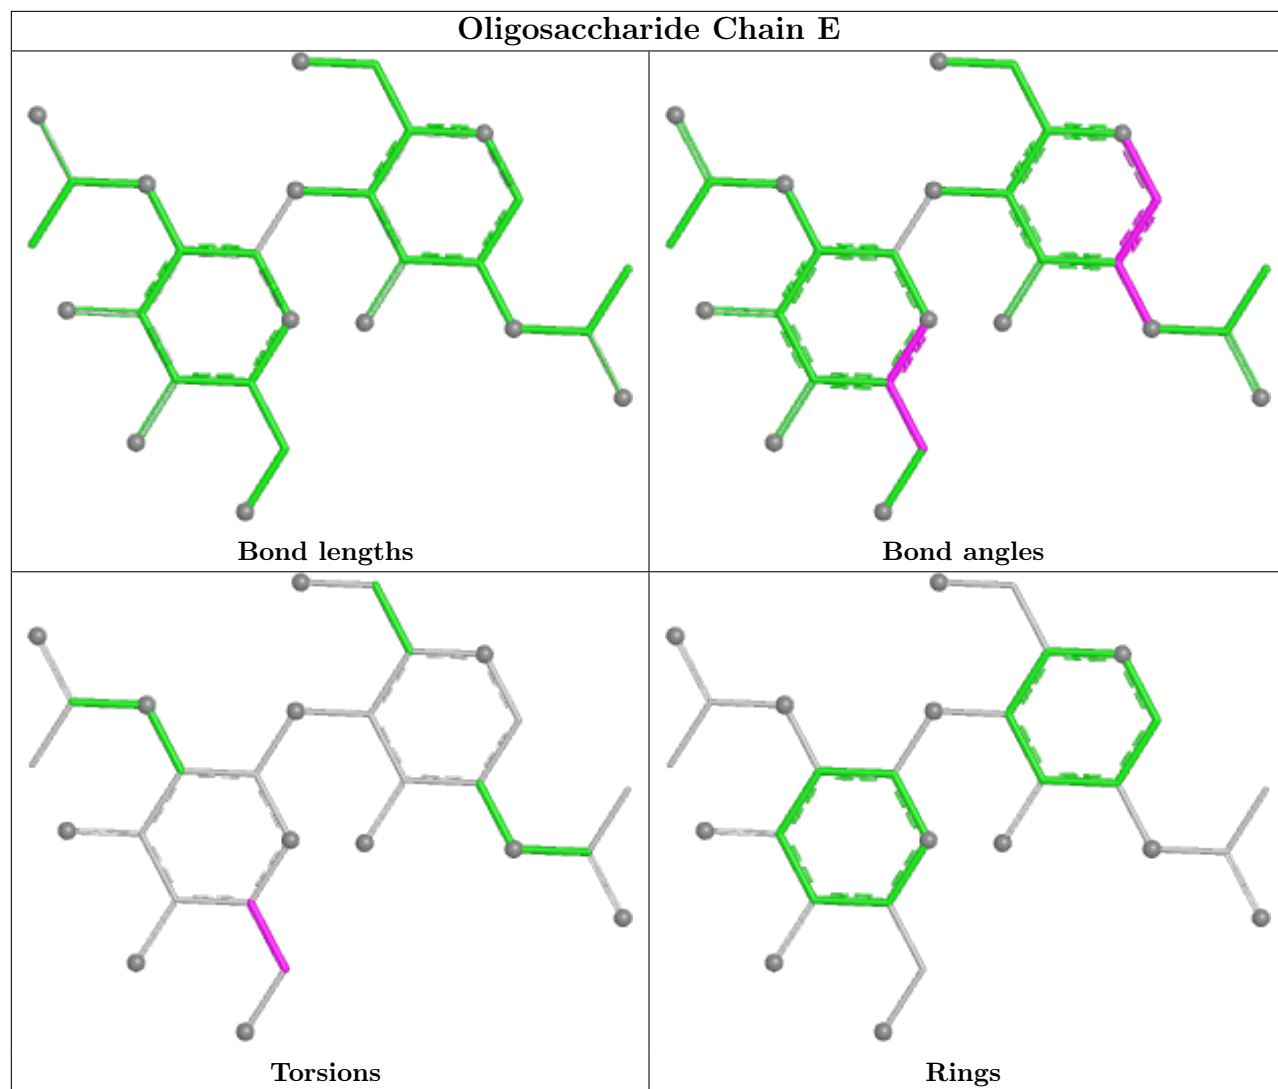 Oligosaccharide Chain E
Bond lengths
Bond angles
Torsions
Rings